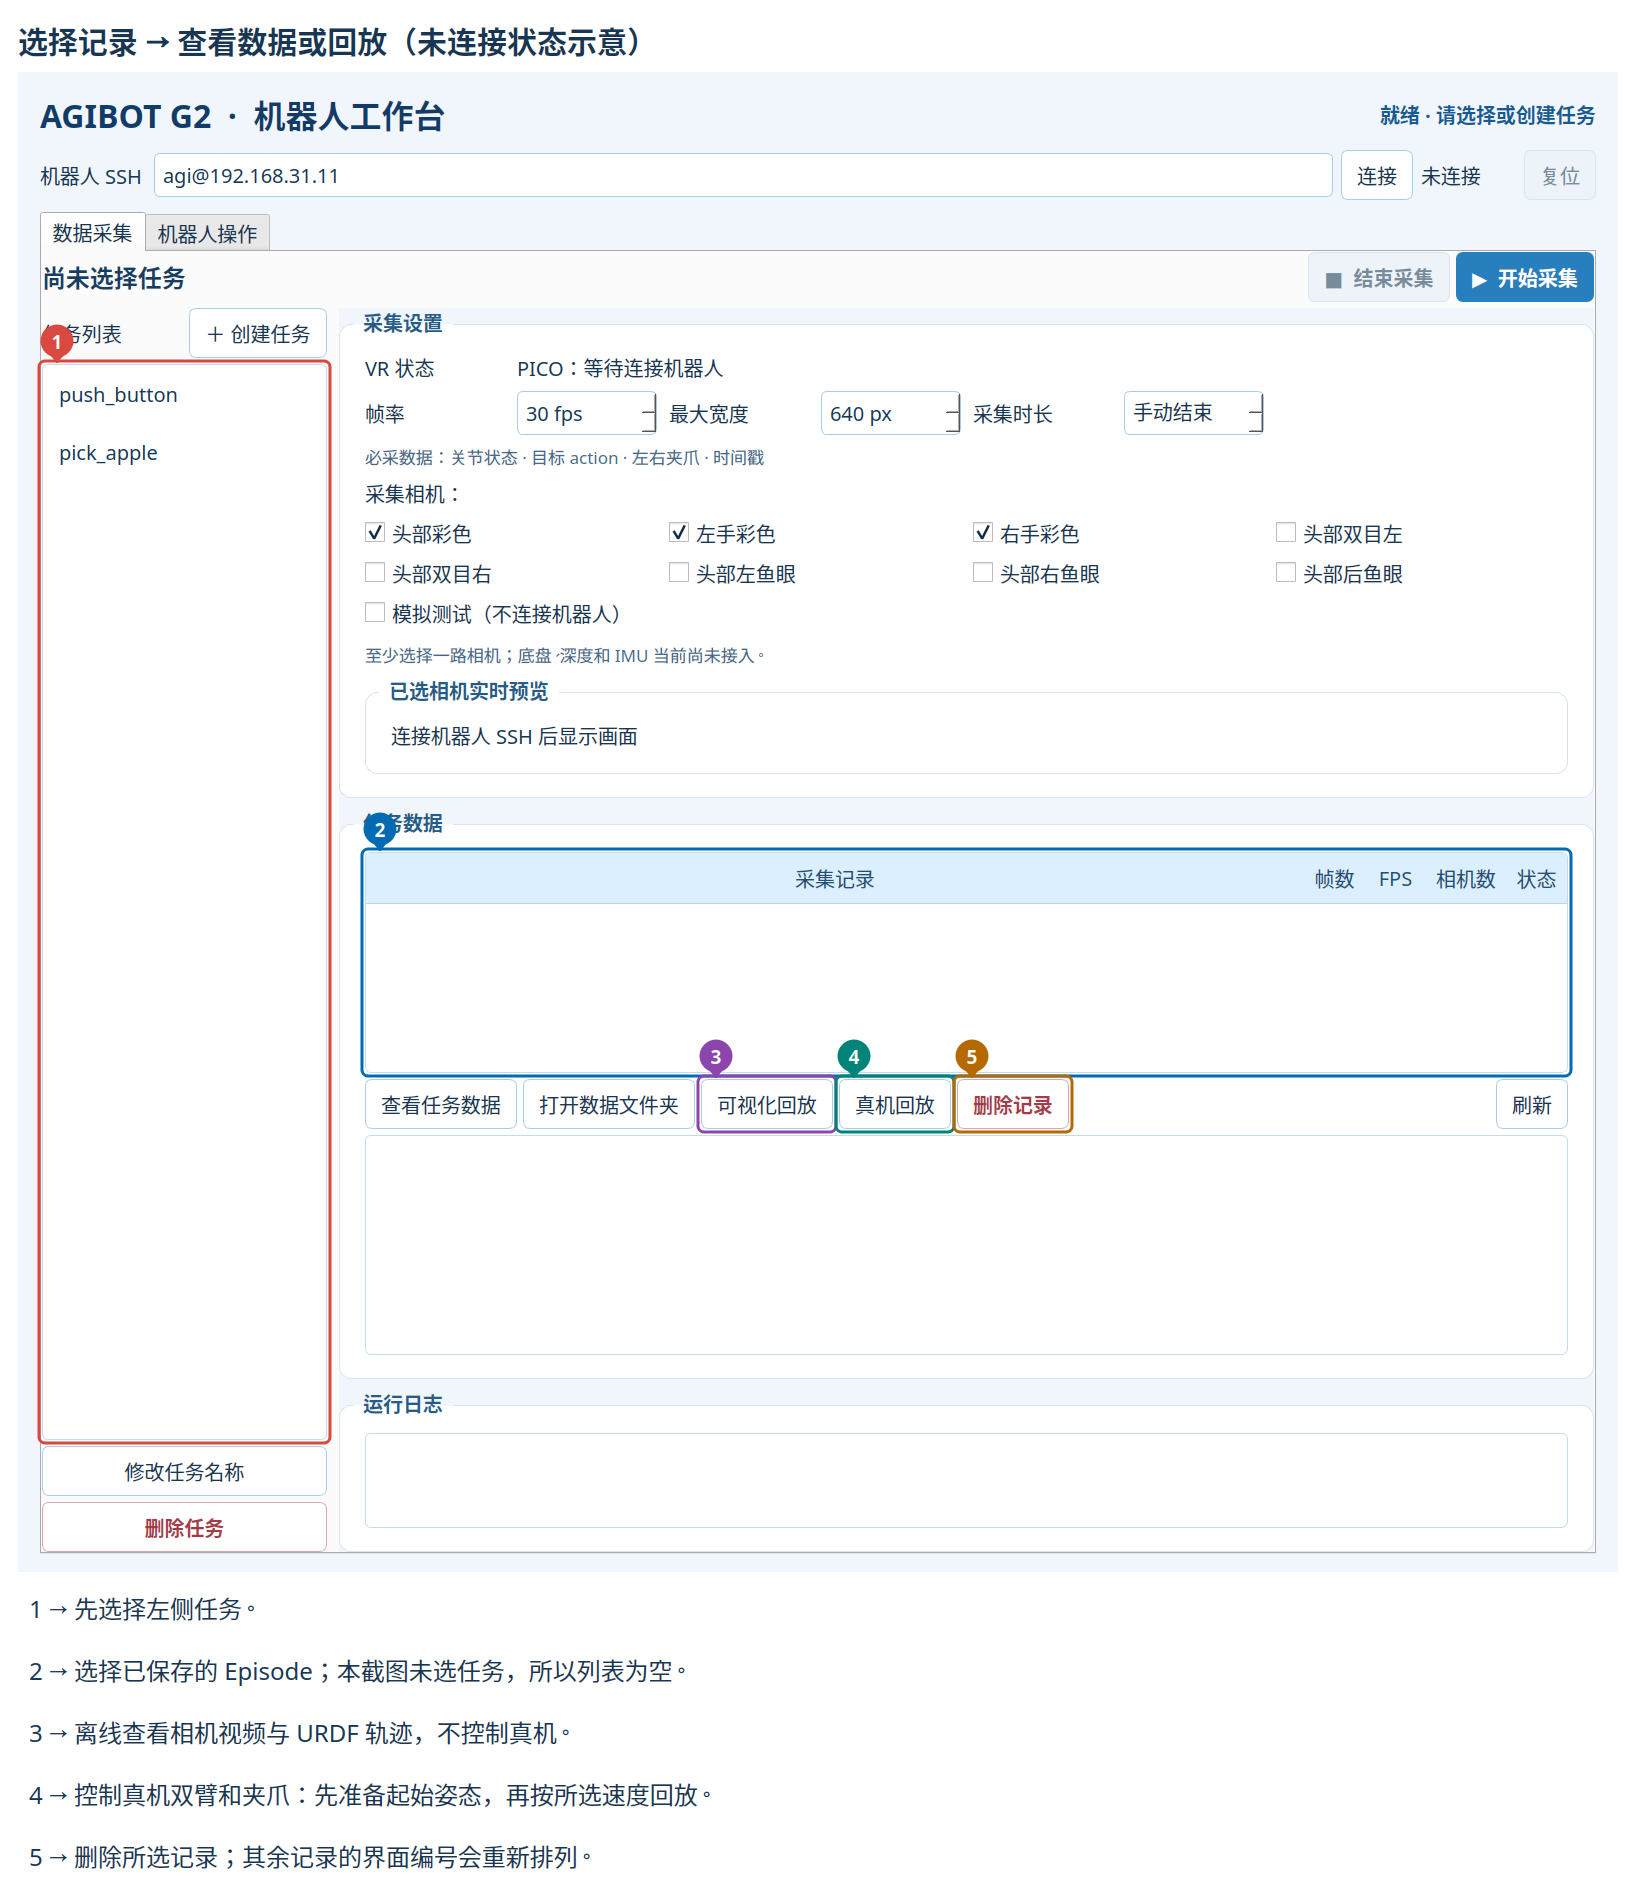 选择记录 → 查看数据或回放（未连接状态示意）
AGIBOT G2 · 机器人工作台
就绪 · 请选择或创建任务
机器人 SSH
agi@192.168.31.11
连接
未连接
复位
数据采集
机器人操作
尚未选择任务
■ 结束采集
▶ 开始采集
1
务列表
＋ 创建任务
push_button
pick_apple
修改任务名称
删除任务
采集设置
VR 状态
PICO：等待连接机器人
帧率
30 fps
最大宽度
640 px
采集时长
手动结束
必采数据：关节状态 · 目标 action · 左右夹爪 · 时间戳
采集相机：
头部彩色
左手彩色
右手彩色
头部双目左
头部双目右
头部左鱼眼
头部右鱼眼
头部后鱼眼
模拟测试（不连接机器人）
至少选择一路相机；底盘、深度和 IMU 当前尚未接入。
已选相机实时预览
连接机器人 SSH 后显示画面
2
务数据
采集记录
帧数
FPS
相机数
状态
3
4
5
查看任务数据
打开数据文件夹
可视化回放
真机回放
删除记录
刷新
运行日志
1 → 先选择左侧任务。
2 → 选择已保存的 Episode；本截图未选任务，所以列表为空。
3 → 离线查看相机视频与 URDF 轨迹，不控制真机。
4 → 控制真机双臂和夹爪：先准备起始姿态，再按所选速度回放。
5 → 删除所选记录；其余记录的界面编号会重新排列。